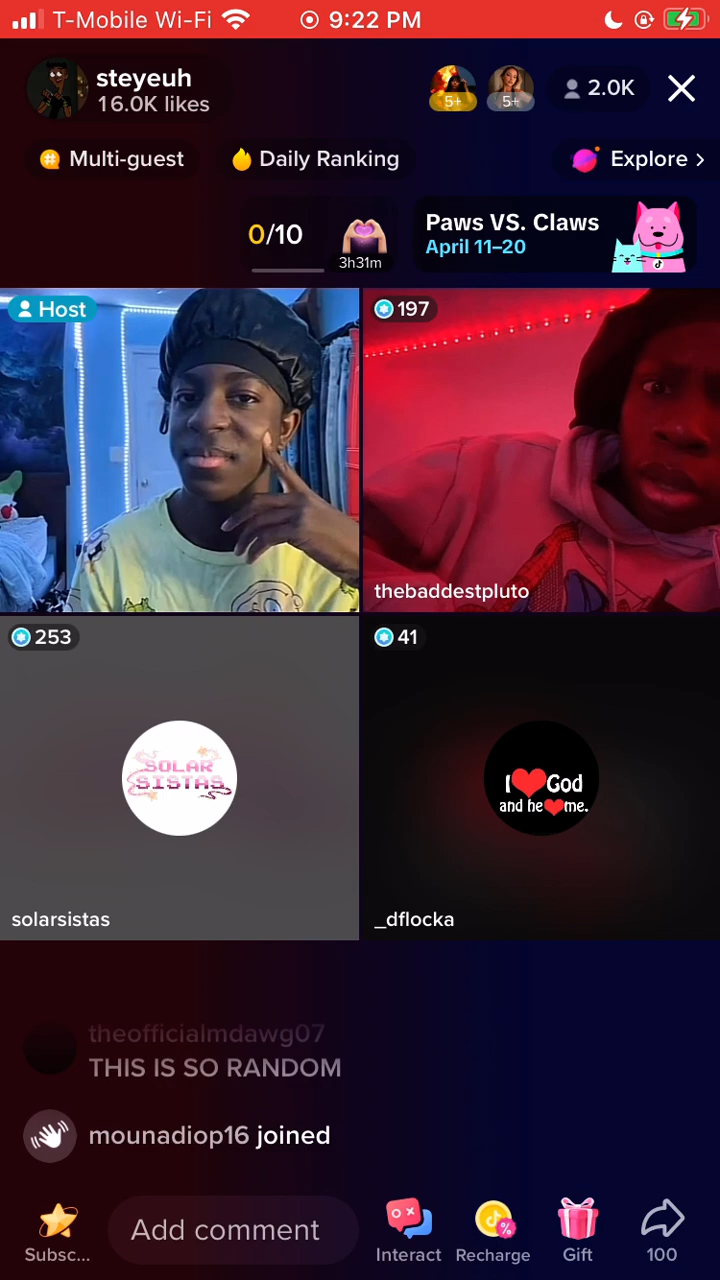 T-Mobile Wi-Fi 9:22 PM
steyeuh
16.0K likes
5+
5+
2.0K
Multi-guest
Daily Ranking
Explore >
0/10
3h31m
Paws VS. Claws
April 11–20
Host
197
thebaddestpluto
253
41
SOLAR
SISTAS
I❤God
and he❤me.
solarsistas
_dflocka
theofficialmdawg07
THIS IS SO RANDOM
mounadiop16 joined
Add comment
Subsc...
Interact
Recharge
Gift
100